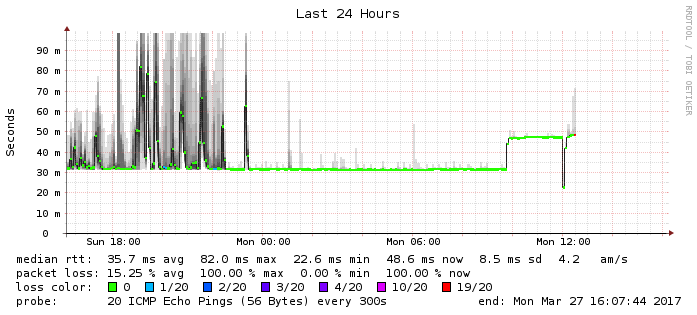 Last 24 Hours
RRDTOOL / TOBI OETIKER
Seconds
90 m
80 m
70 m
60 m
50 m
40 m
30 m
20 m
10 m
0
Sun 18:00 Mon 00:00 Mon 06:00 Mon 12:00
median rtt: 35.7 ms avg 82.0 ms max 22.6 ms min 48.6 ms now 8.5 ms sd 4.2 am/s
packet loss: 15.25 % avg 100.00 % max 0.00 % min 100.00 % now
loss color: 0 1/20 2/20 3/20 4/20 10/20 19/20
probe: 20 ICMP Echo Pings (56 Bytes) every 300s end: Mon Mar 27 16:07:44 2017